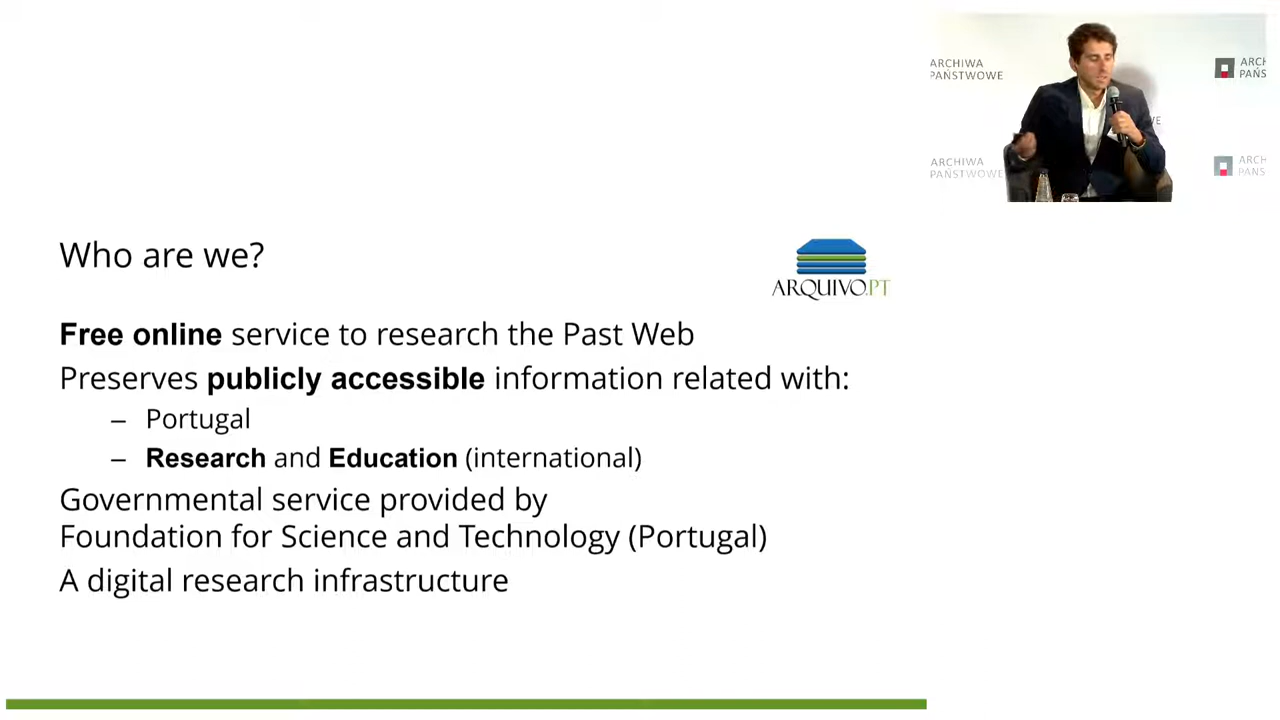 ARCHIWA
PAŃSTWOWE
ARCH
PAŃS
WE
ARCHIWA
PAŃSTWOWE
ARCH
PAŃS
Who are we?
ARQUIVO.PT
Free online service to research the Past Web
Preserves publicly accessible information related with:
– Portugal
– Research and Education (international)
Governmental service provided by
Foundation for Science and Technology (Portugal)
A digital research infrastructure